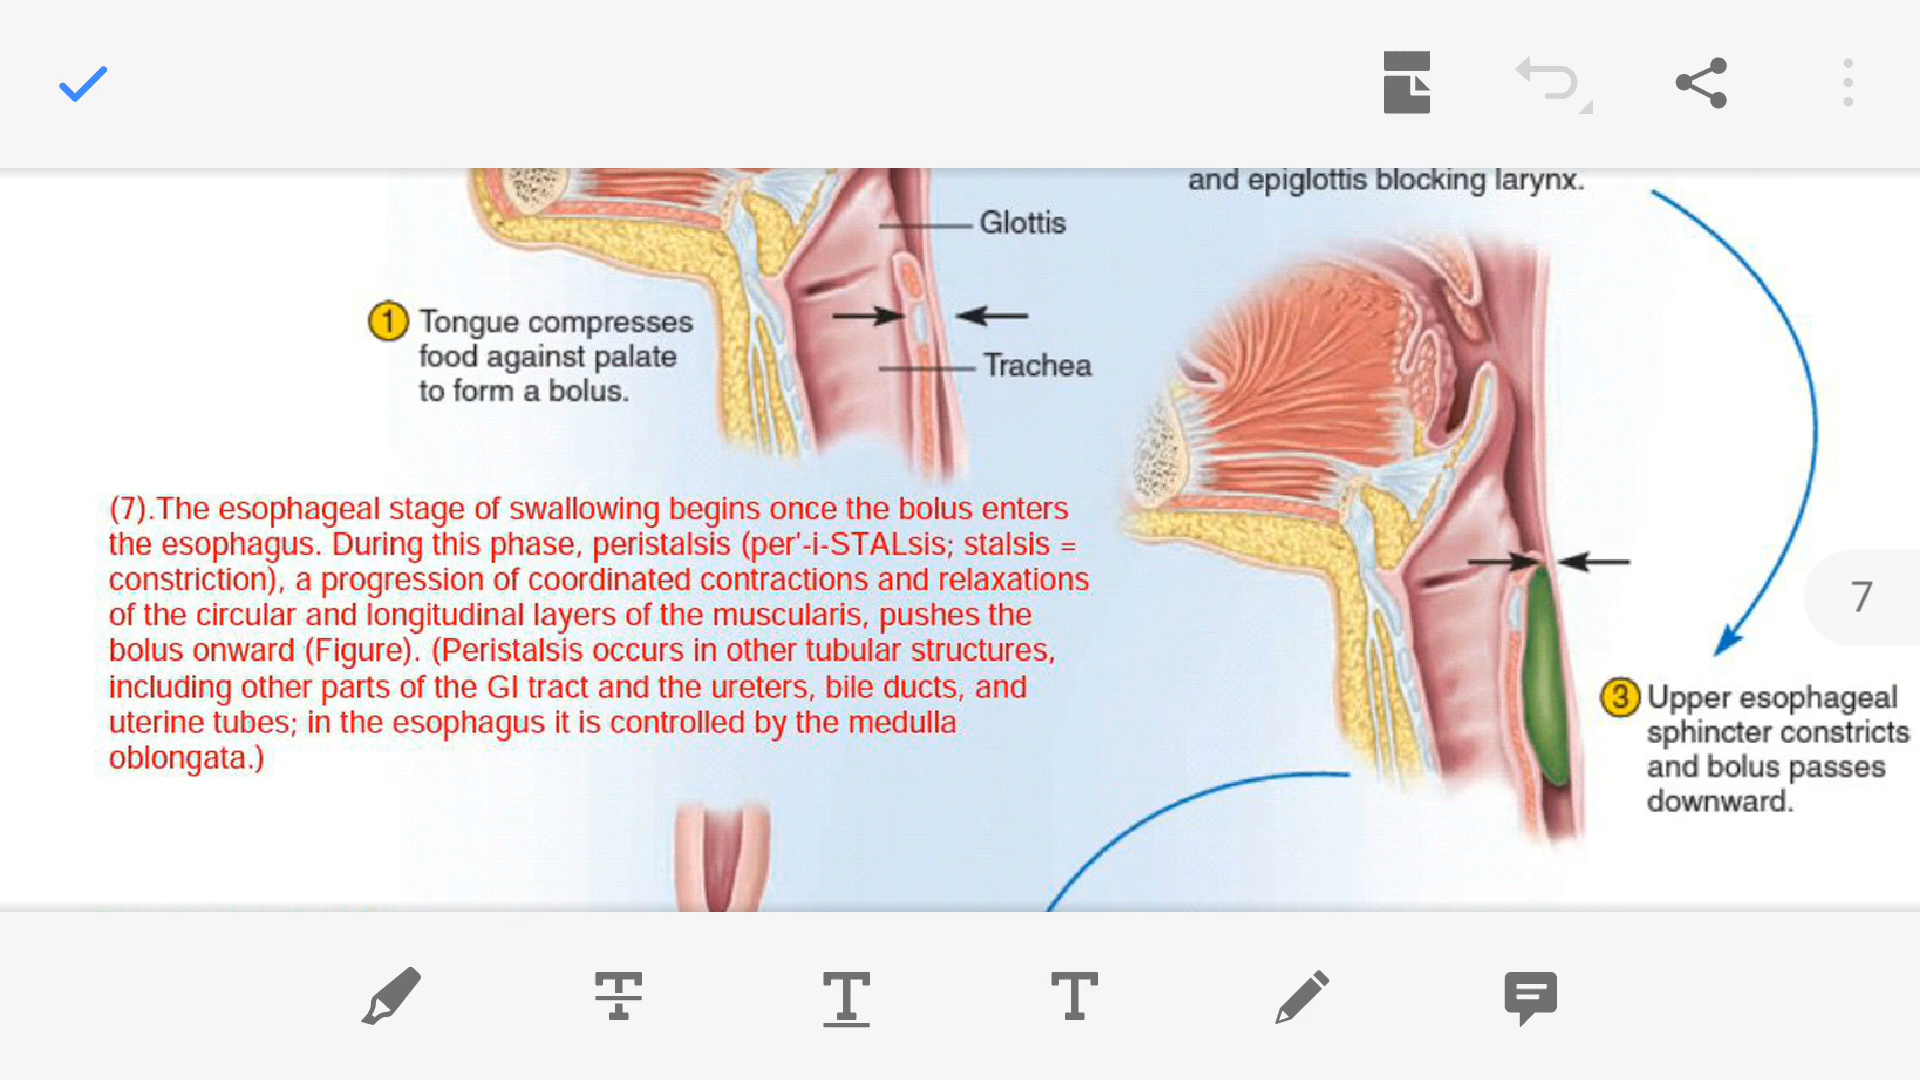 and epiglottis blocking larynx.
Glottis
1 Tongue compresses
food against palate
to form a bolus.
Trachea
(7).The esophageal stage of swallowing begins once the bolus enters
the esophagus. During this phase, peristalsis (per'-i-STALsis; stalsis =
constriction), a progression of coordinated contractions and relaxations
of the circular and longitudinal layers of the muscularis, pushes the
bolus onward (Figure). (Peristalsis occurs in other tubular structures,
including other parts of the GI tract and the ureters, bile ducts, and
uterine tubes; in the esophagus it is controlled by the medulla
oblongata.)
7
3 Upper esophageal
sphincter constricts
and bolus passes
downward.